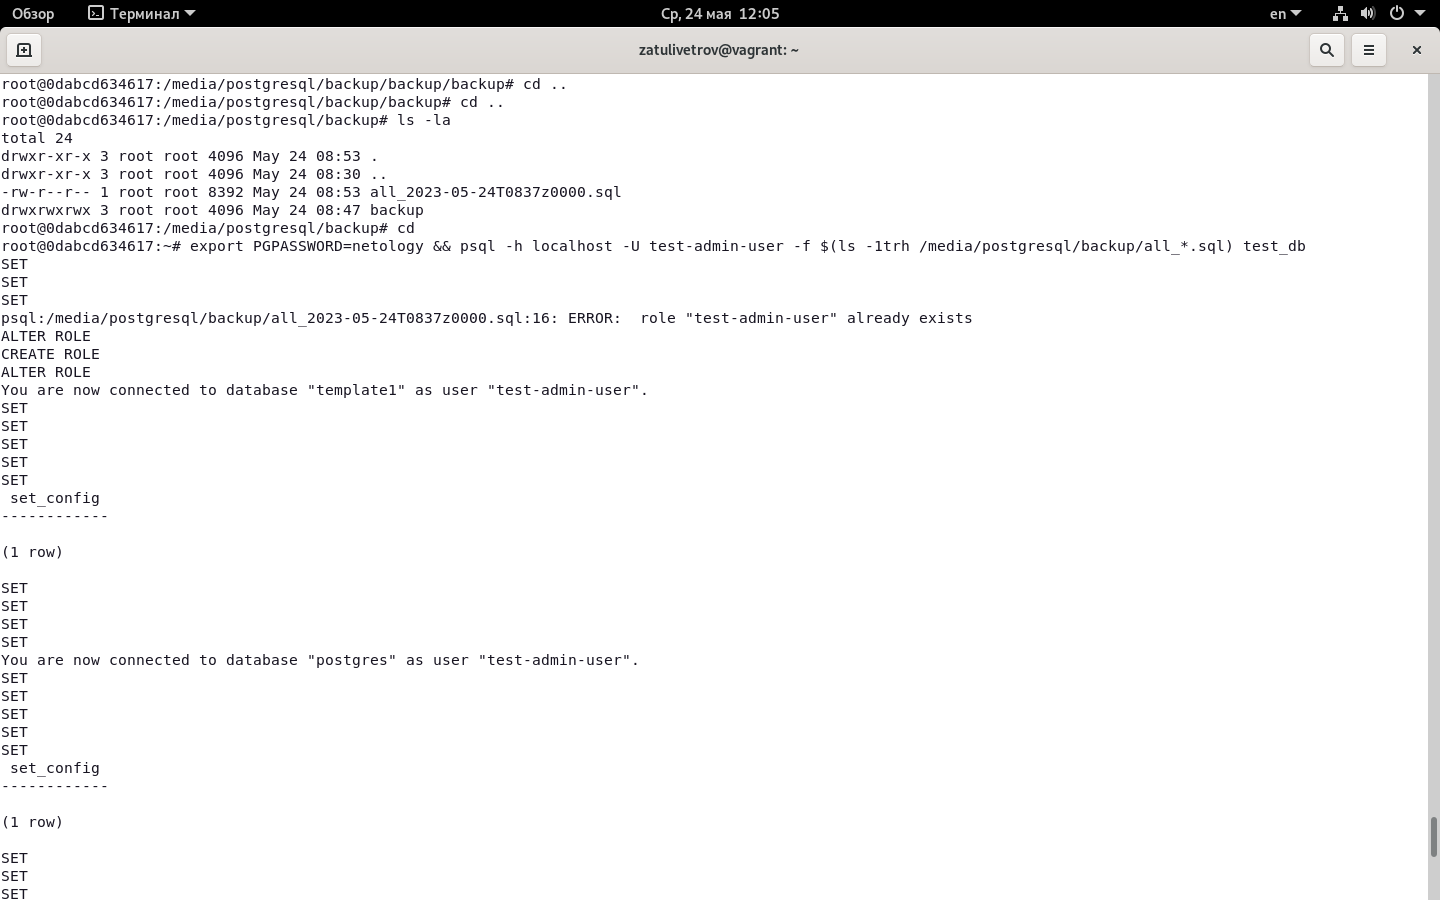 Обзор Терминал Ср, 24 мая 12:05 en
zatulivetrov@vagrant: ~
root@0dabcd634617:/media/postgresql/backup/backup/backup# cd ..
root@0dabcd634617:/media/postgresql/backup/backup# cd ..
root@0dabcd634617:/media/postgresql/backup# ls -la
total 24
drwxr-xr-x 3 root root 4096 May 24 08:53 .
drwxr-xr-x 3 root root 4096 May 24 08:30 ..
-rw-r--r-- 1 root root 8392 May 24 08:53 all_2023-05-24T0837z0000.sql
drwxrwxrwx 3 root root 4096 May 24 08:47 backup
root@0dabcd634617:/media/postgresql/backup# cd
root@0dabcd634617:~# export PGPASSWORD=netology && psql -h localhost -U test-admin-user -f $(ls -1trh /media/postgresql/backup/all_*.sql) test_db
SET
SET
SET
psql:/media/postgresql/backup/all_2023-05-24T0837z0000.sql:16: ERROR:  role "test-admin-user" already exists
ALTER ROLE
CREATE ROLE
ALTER ROLE
You are now connected to database "template1" as user "test-admin-user".
SET
SET
SET
SET
SET
set_config
------------
(1 row)
SET
SET
SET
SET
You are now connected to database "postgres" as user "test-admin-user".
SET
SET
SET
SET
SET
set_config
------------
(1 row)
SET
SET
SET